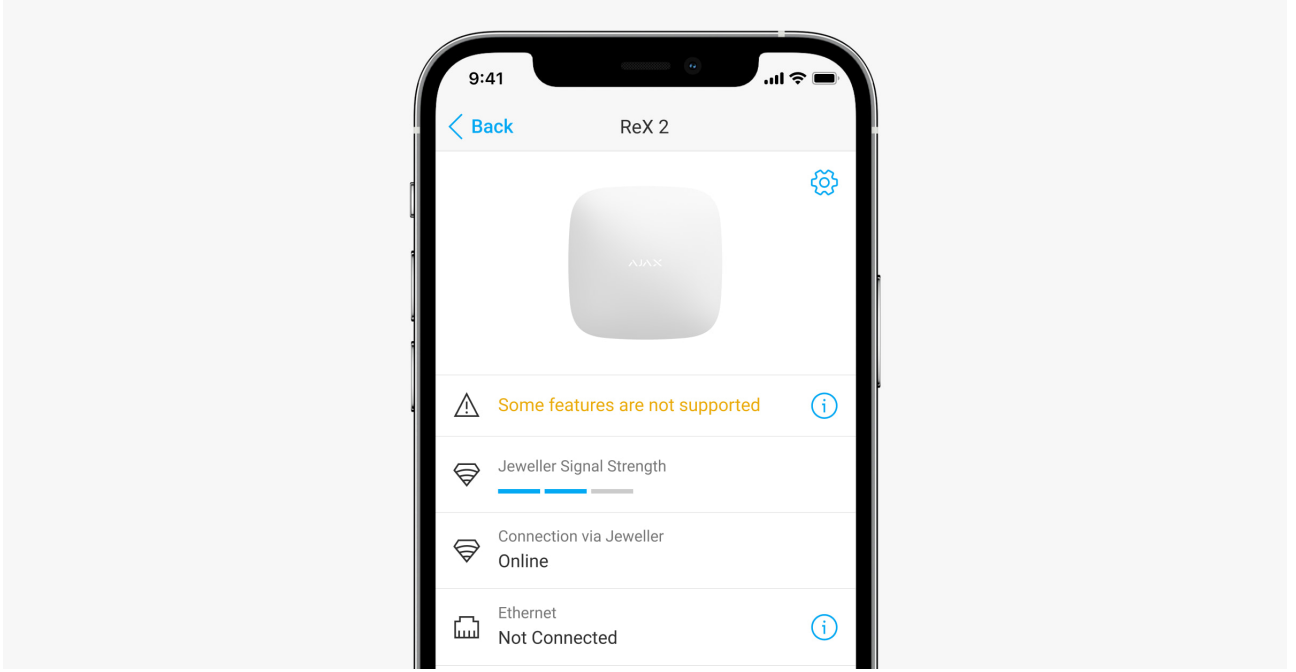 9:41
Back
ReX 2
AJAX
Some features are not supported
Jeweller Signal Strength
Connection via Jeweller
Online
Ethernet
Not Connected